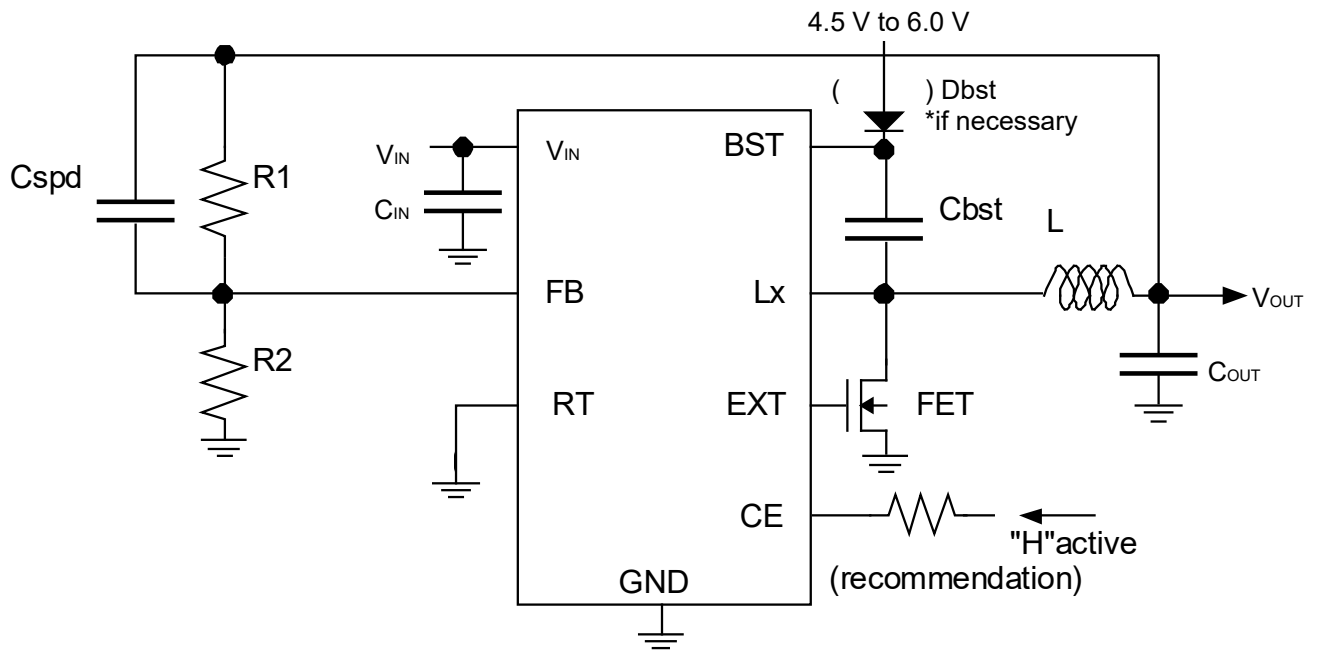 4.5 V to 6.0 V
( ) Dbst
*if necessary
VIN
VIN
BST
Cspd
R1
CIN
Cbst
L
FB
Lx
VOUT
R2
COUT
RT
EXT
FET
CE
"H"active
GND
(recommendation)